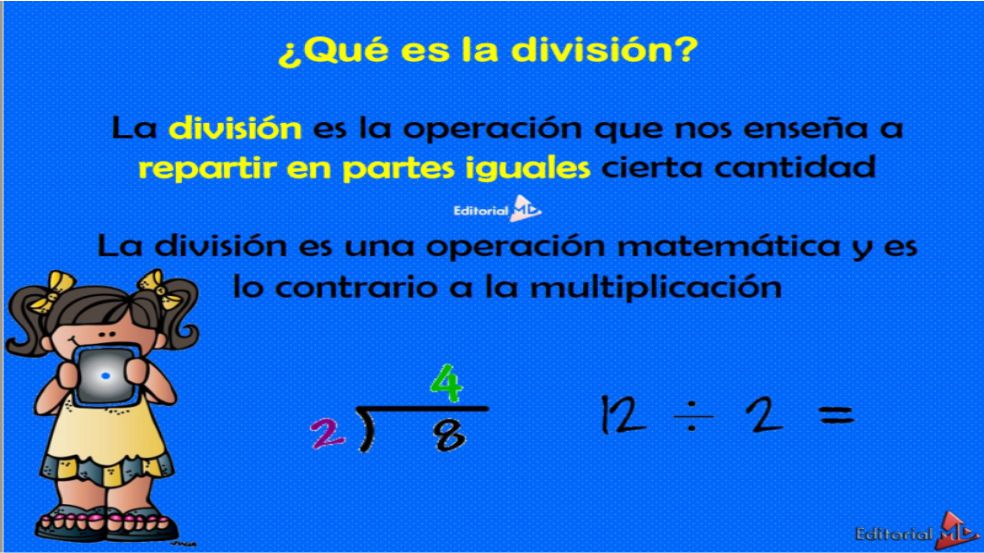 ¿Qué es la división?
La división es la operación que nos enseña a
repartir en partes iguales cierta cantidad
Editorial MD
La división es una operación matemática y es
lo contrario a la multiplicación
4
2 ) 8
12 ÷ 2 =
Editorial MD